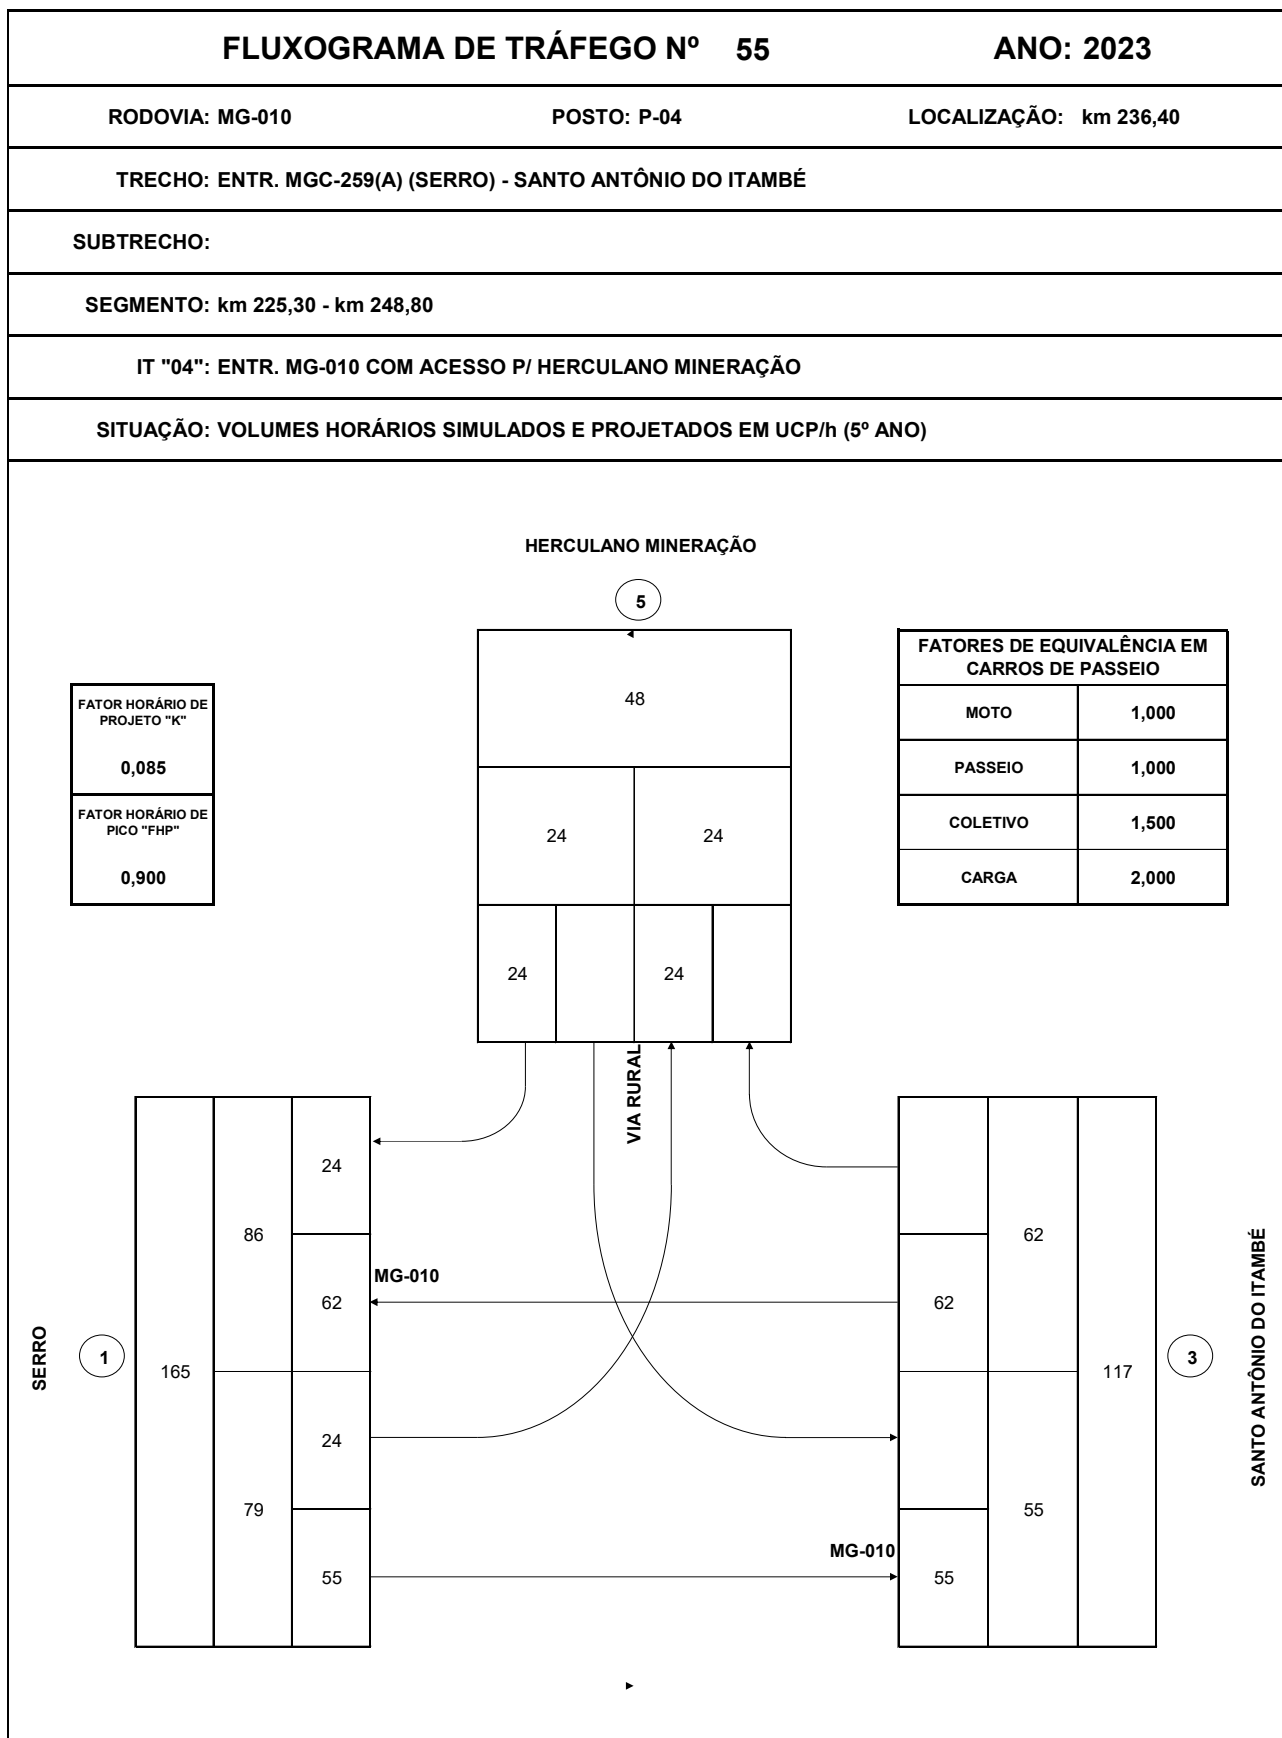 FLUXOGRAMA DE TRÁFEGO Nº 55 ANO: 2023
RODOVIA: MG-010 POSTO: P-04 LOCALIZAÇÃO: km 236,40
TRECHO: ENTR. MGC-259(A) (SERRO) - SANTO ANTÔNIO DO ITAMBÉ
SUBTRECHO:
SEGMENTO: km 225,30 - km 248,80
IT "04": ENTR. MG-010 COM ACESSO P/ HERCULANO MINERAÇÃO
SITUAÇÃO: VOLUMES HORÁRIOS SIMULADOS E PROJETADOS EM UCP/h (5º ANO)
HERCULANO MINERAÇÃO
5
FATOR HORÁRIO DE
PROJETO "K"
0,085
FATOR HORÁRIO DE
PICO "FHP"
0,900
48
24 24
24 24
FATORES DE EQUIVALÊNCIA EM
CARROS DE PASSEIO
MOTO 1,000
PASSEIO 1,000
COLETIVO 1,500
CARGA 2,000
VIA RURAL
SERRO
1
165
86
79
24
62
24
55
MG-010
MG-010
62
55
62
55
117
3
SANTO ANTÔNIO DO ITAMBÉ